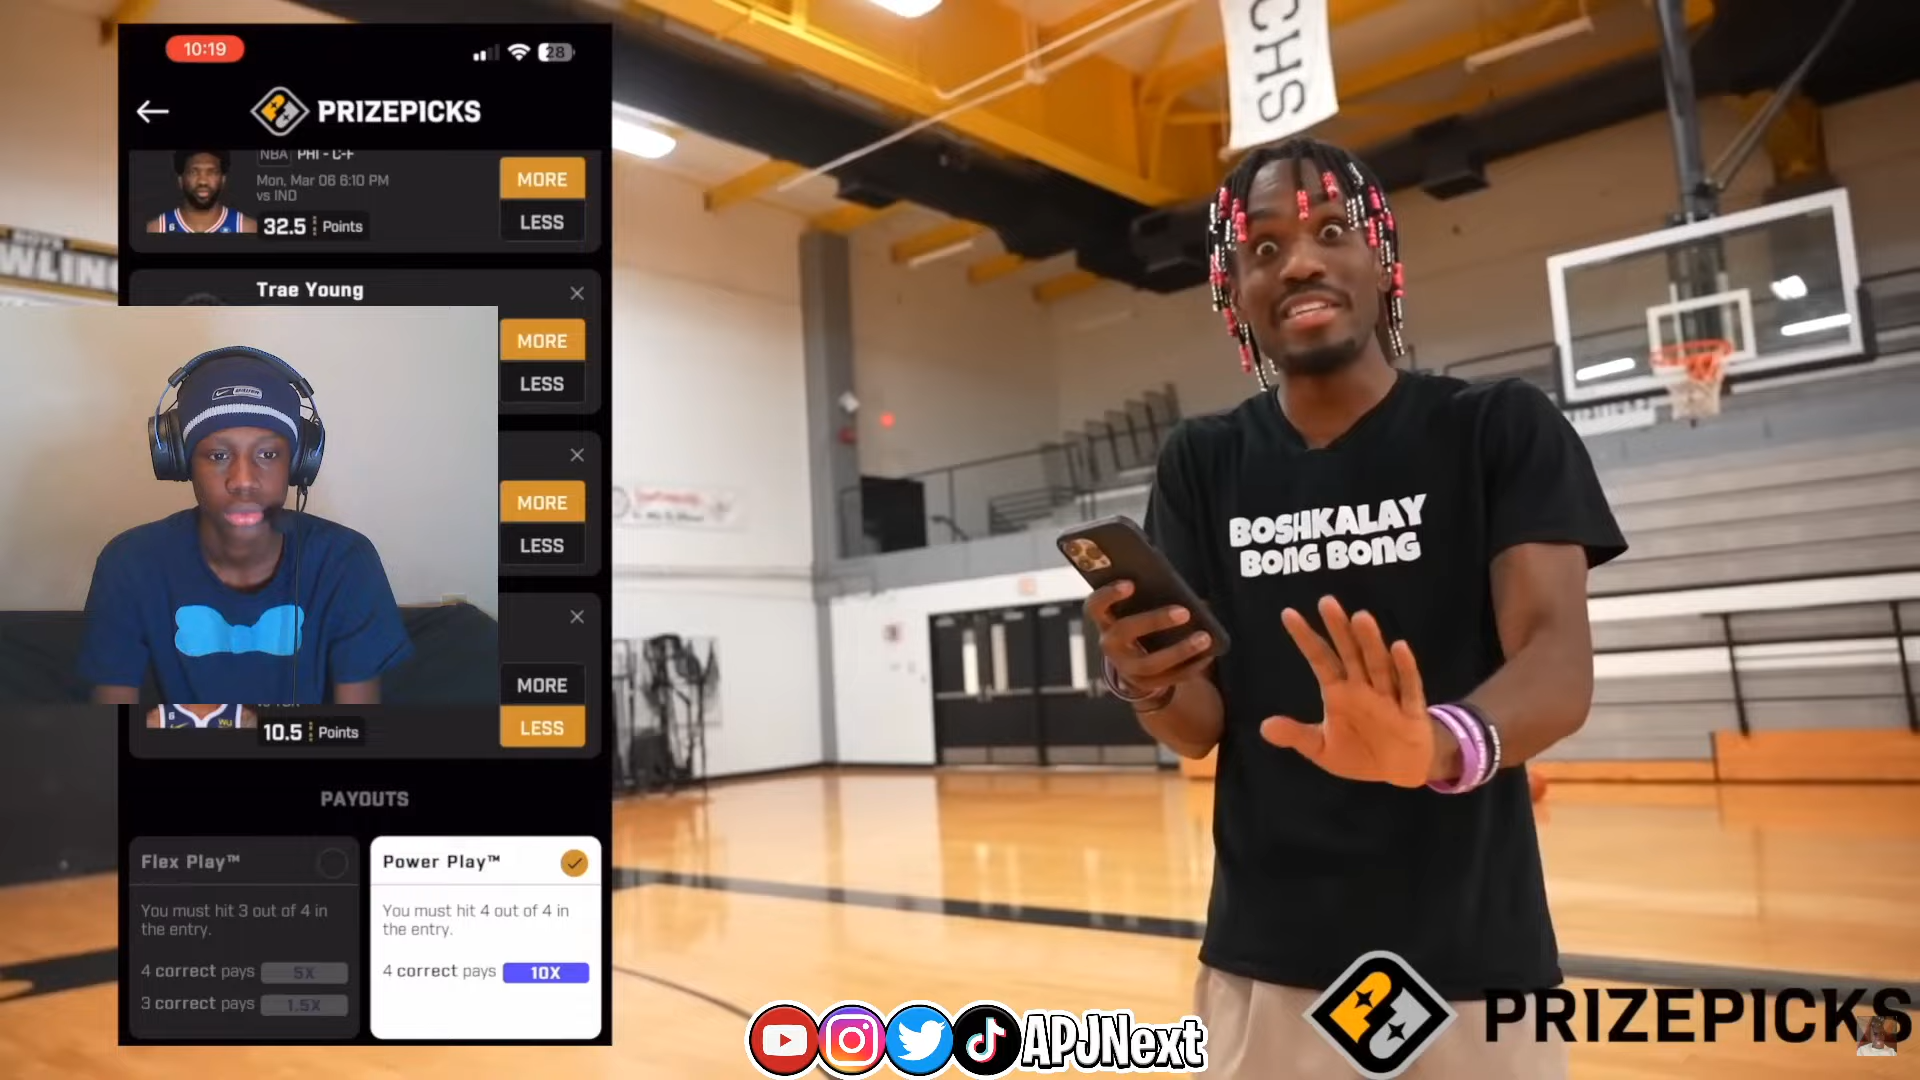 10:19
28
PRIZEPICKS
NBA PHI - C-F
Mon, Mar 06 6:10 PM
vs IND
32.5 Points
MORE
LESS
Trae Young
MORE
LESS
MORE
LESS
MORE
LESS
10.5 Points
PAYOUTS
Flex Play™
You must hit 3 out of 4 in
the entry.
4 correct pays 5X
3 correct pays 1.5X
Power Play™
You must hit 4 out of 4 in
the entry.
4 correct pays 10X
CHS
BOSHKALAY
BONG BONG
APJNext
PRIZEPICKS